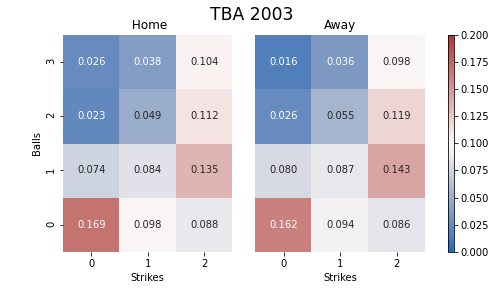 TBA 2003
Home Away
3 0.026 0.038 0.104 0.016 0.036 0.098
2 0.023 0.049 0.112 0.026 0.055 0.119
1 0.074 0.084 0.135 0.080 0.087 0.143
0 0.169 0.098 0.088 0.162 0.094 0.086
Balls
0 1 2 0 1 2
Strikes Strikes
0.200
0.175
0.150
0.125
0.100
0.075
0.050
0.025
0.000